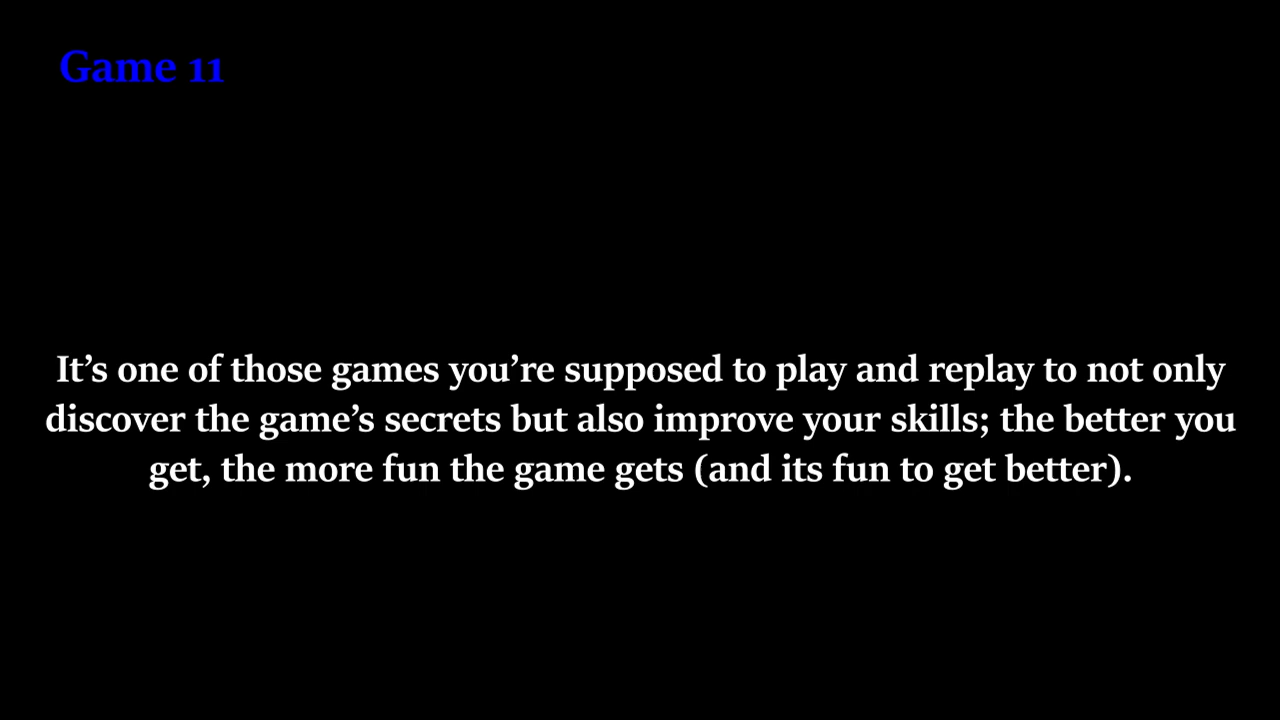 Game 11
It’s one of those games you’re supposed to play and replay to not only
discover the game’s secrets but also improve your skills; the better you
get, the more fun the game gets (and its fun to get better).